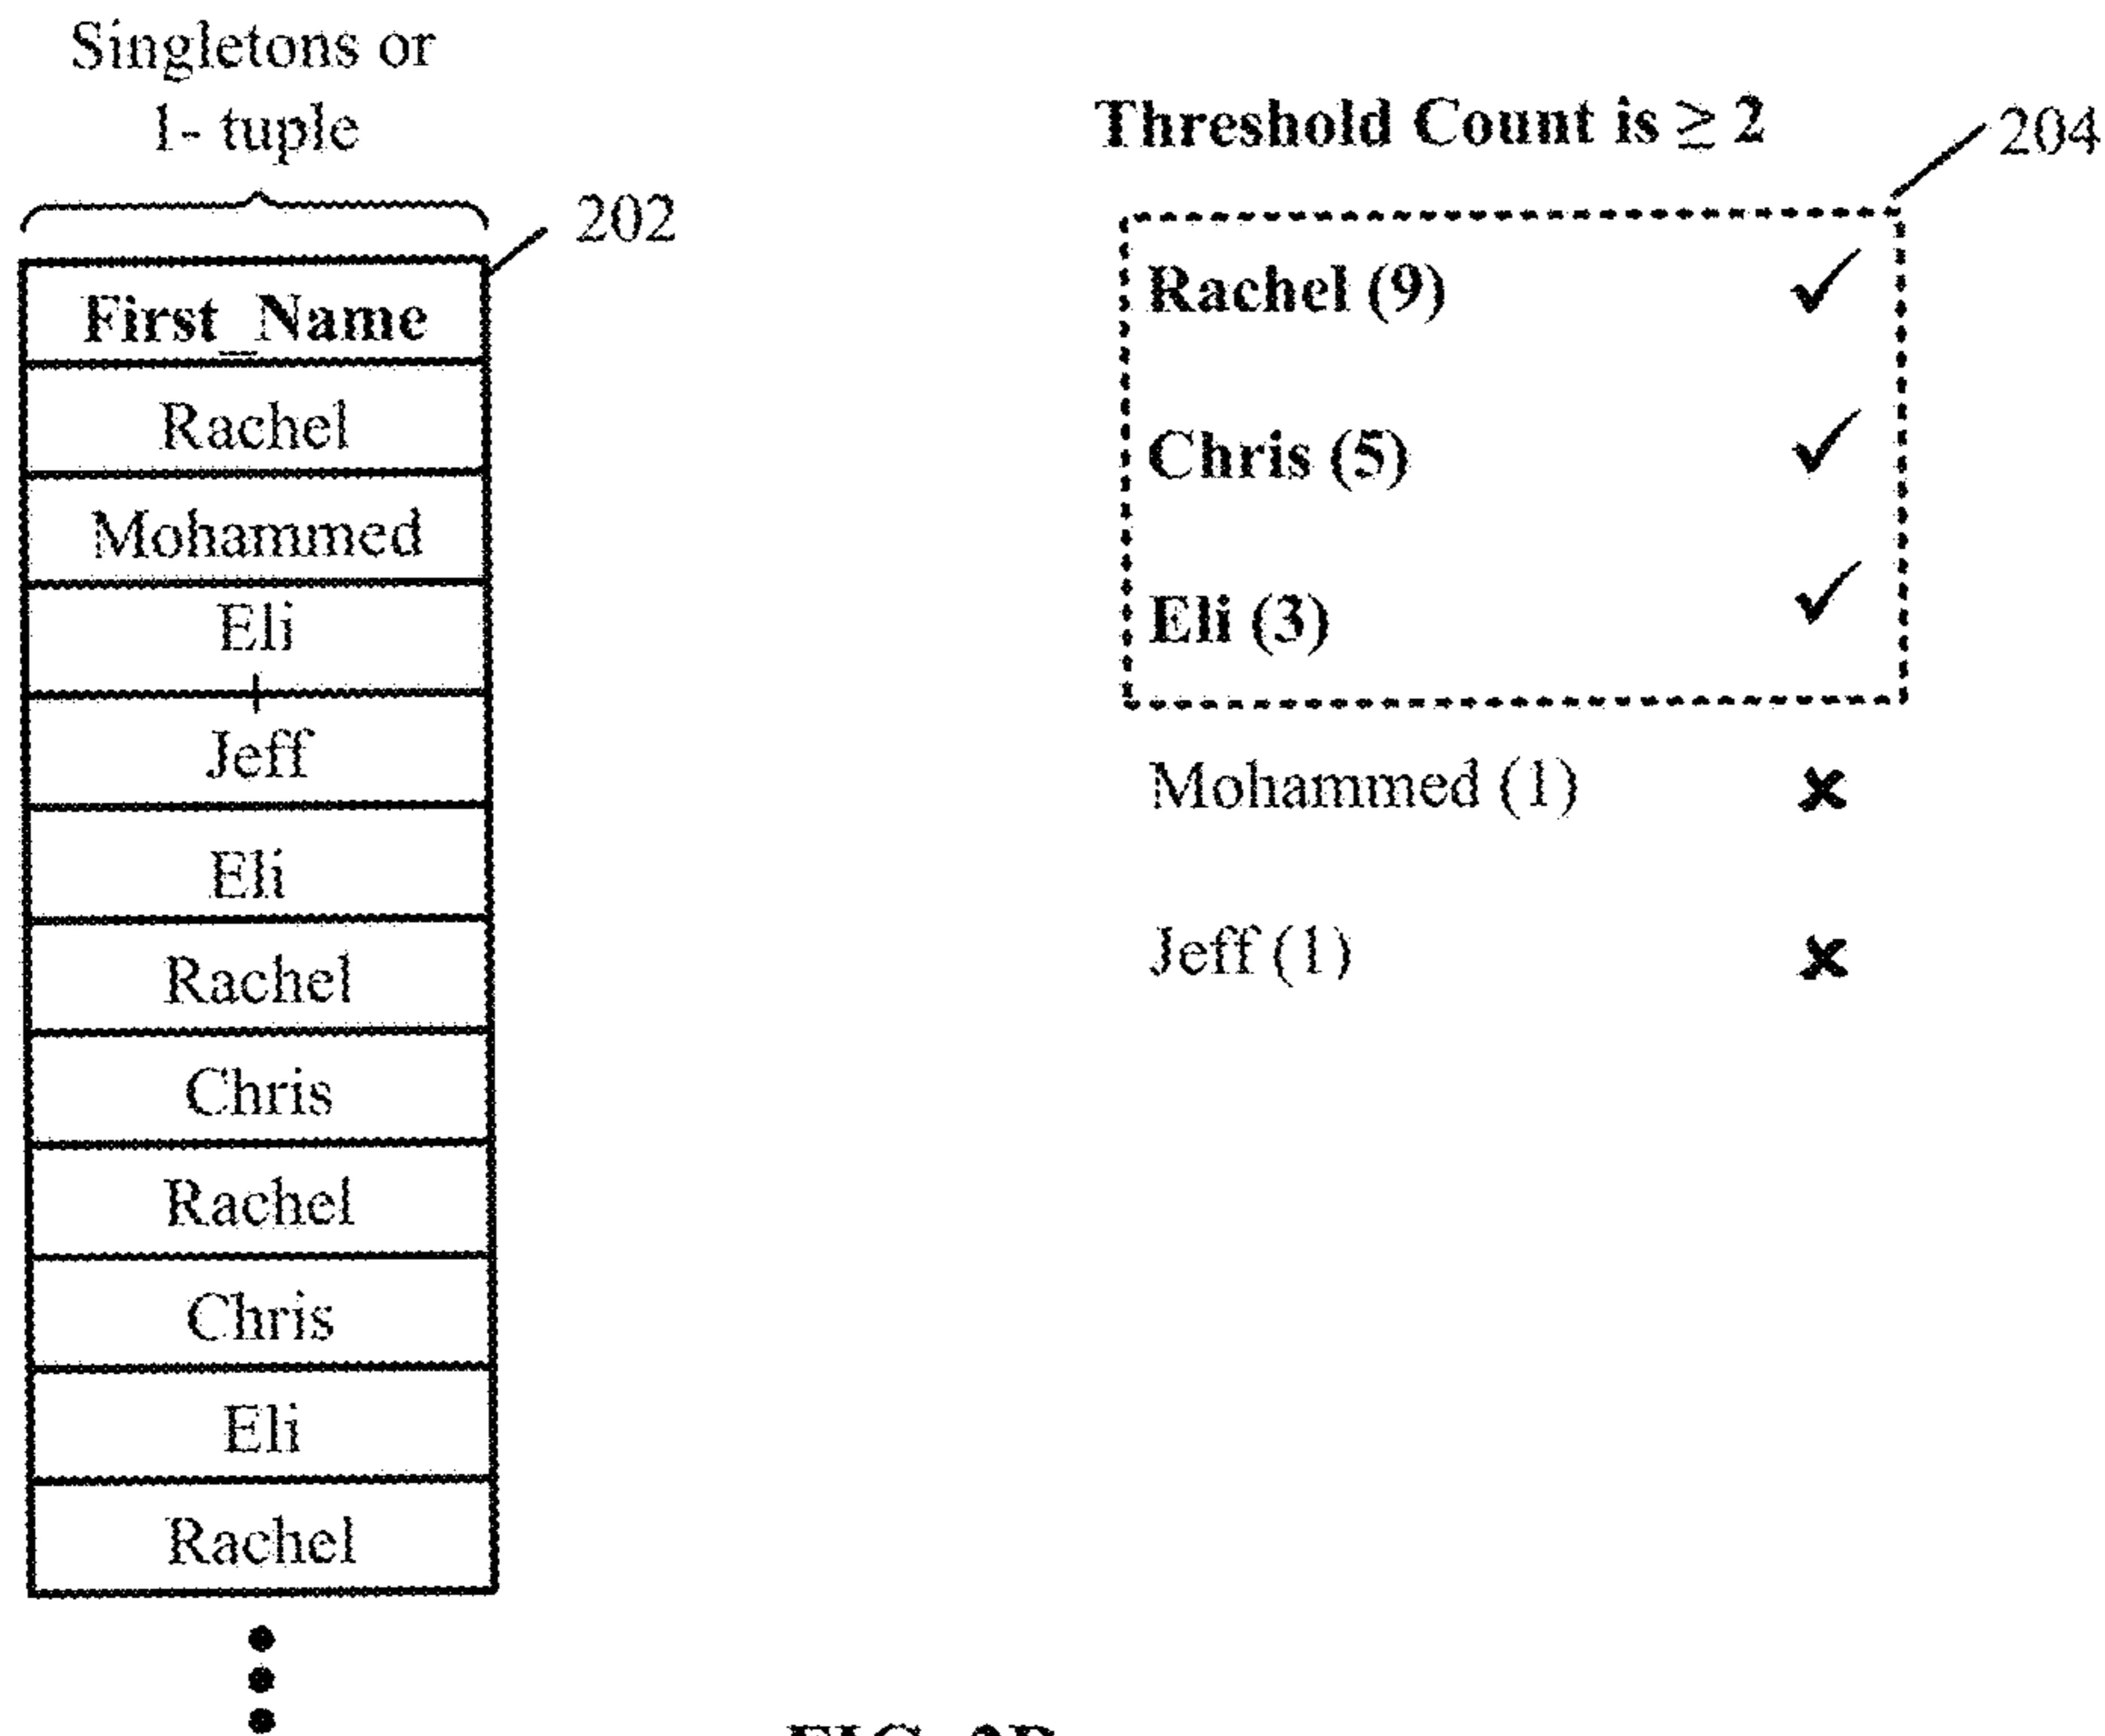 Singletons or
1- tuple
202
First_Name
Rachel
Mohammed
Eli
Jeff
Eli
Rachel
Chris
Rachel
Chris
Eli
Rachel
Threshold Count is ≥ 2
204
Rachel (9) ✓
Chris (5) ✓
Eli (3) ✓
Mohammed (1) ×
Jeff (1) ×